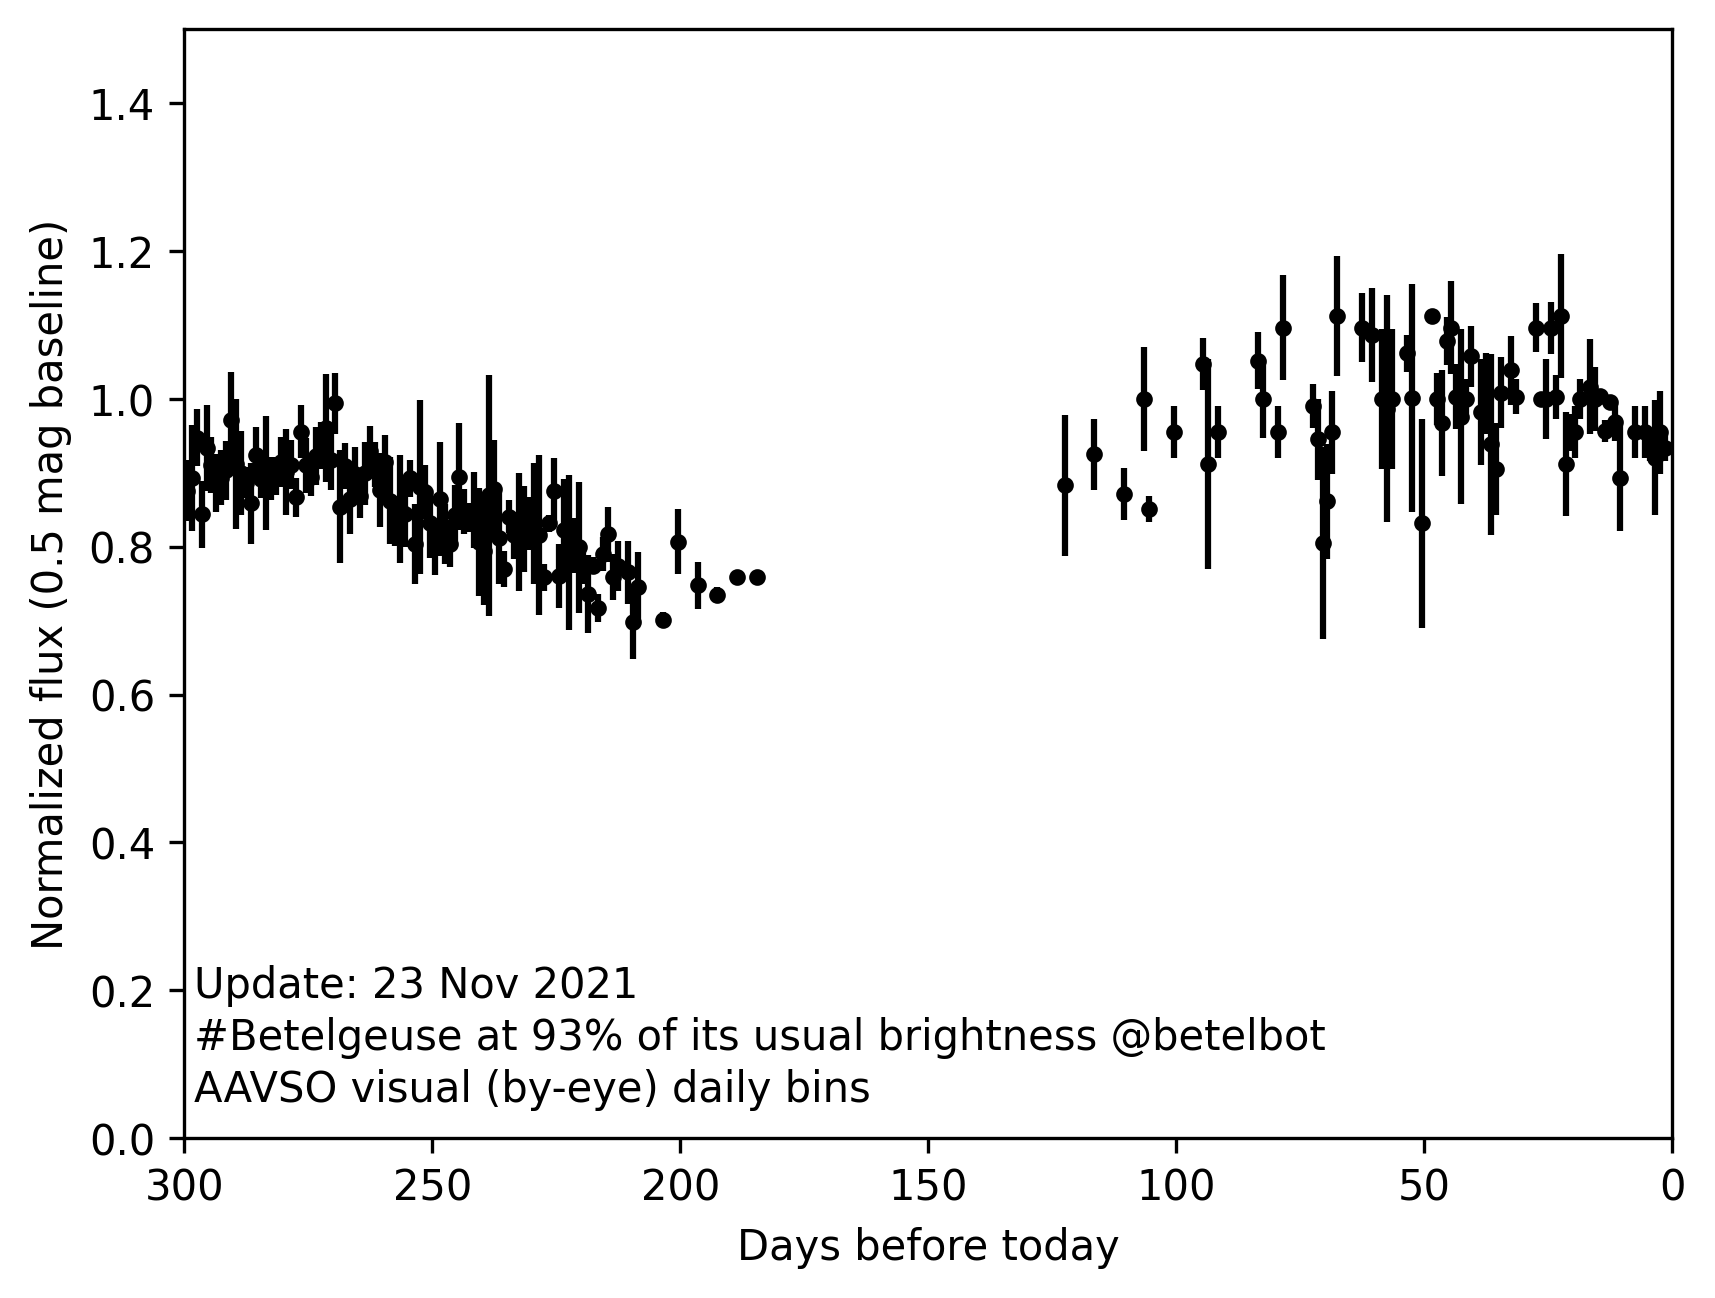 1.4
1.2
1.0
0.8
0.6
0.4
0.2
0.0
Normalized flux (0.5 mag baseline)
Update: 23 Nov 2021
#Betelgeuse at 93% of its usual brightness @betelbot
AAVSO visual (by-eye) daily bins
300 250 200 150 100 50 0
Days before today